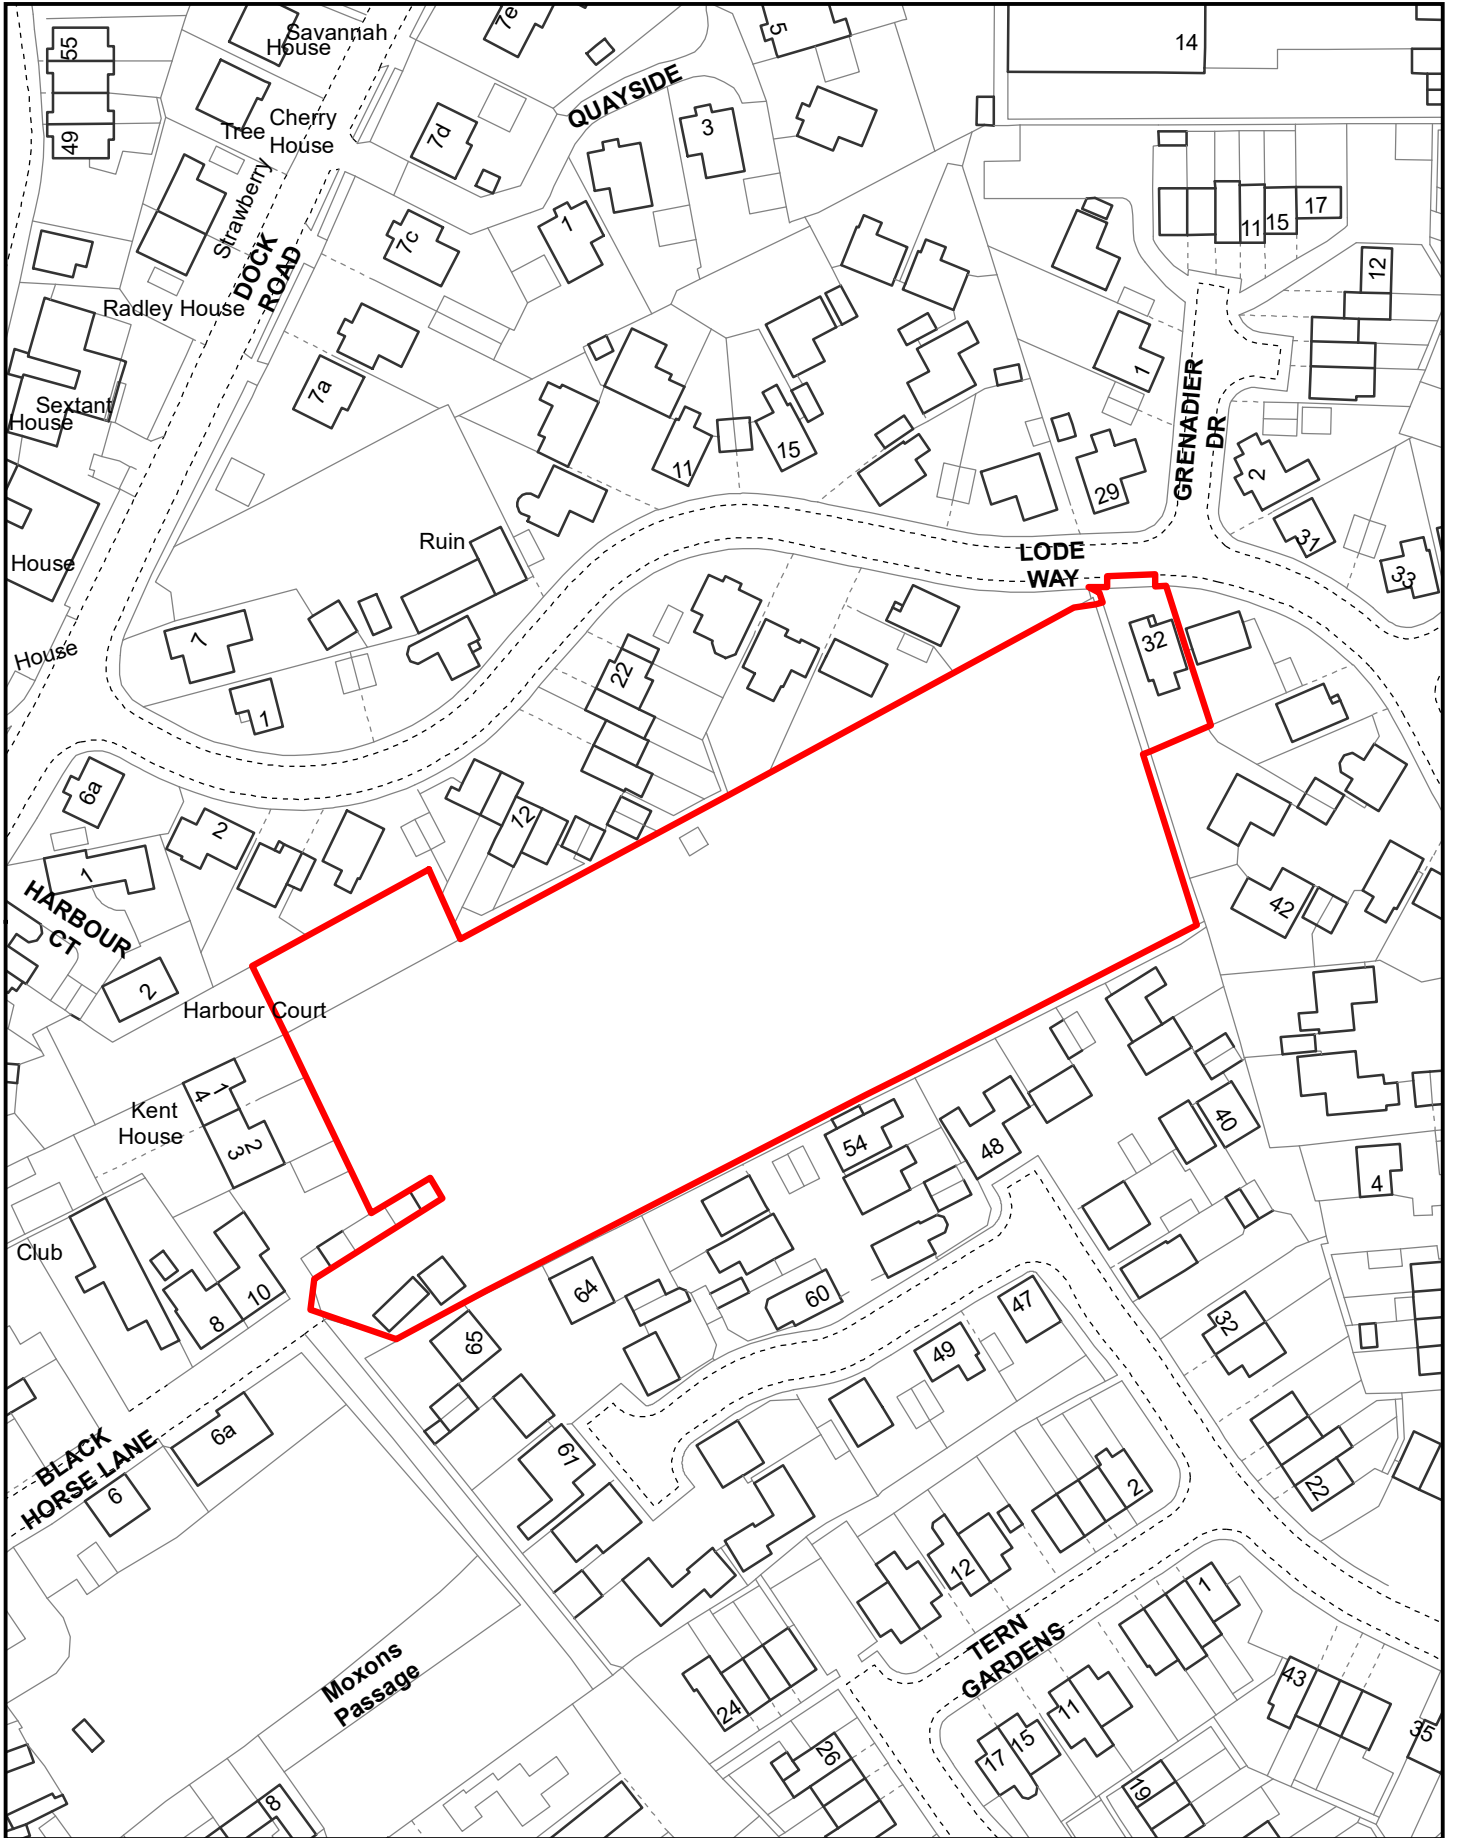 Savannah
House
55
7e
5
14
QUAYSIDE
49
Tree
Cherry
House
7d
3
Strawberry
7c
1
11
15
17
12
DOCK
ROAD
Radley House
7a
1
GRENADIER
DR
Sextant
House
11
15
29
2
31
33
House
Ruin
LODE
WAY
House
7
1
22
32
6a
2
12
1
HARBOUR
CT
2
42
Harbour Court
1
4
Kent
House
2
3
54
48
40
4
Club
10
8
64
60
47
65
49
32
6a
6
BLACK
HORSE LANE
61
2
22
12
1
TERN
GARDENS
Moxons
Passage
24
11
43
35
17
15
26
19
8